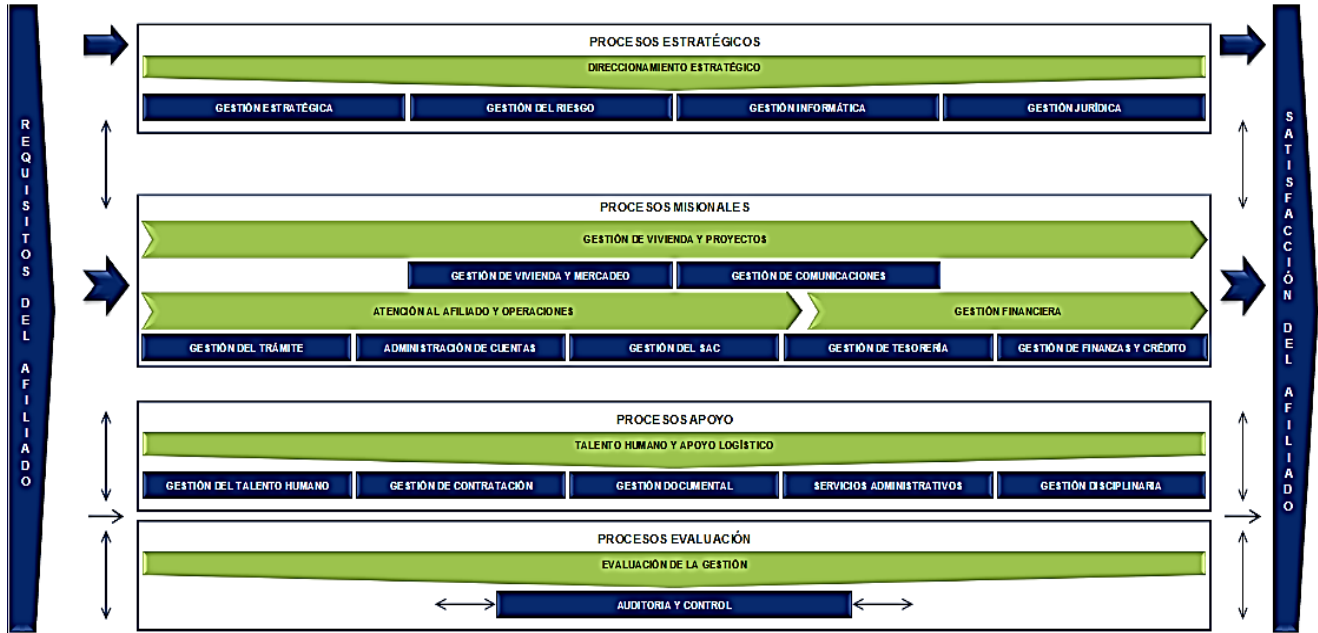 REQUISITOS DEL AFILIADO
PROCESOS ESTRATÉGICOS
DIRECCIONAMIENTO ESTRATÉGICO
GESTIÓN ESTRATÉGICA
GESTIÓN DEL RIESGO
GESTIÓN INFORMÁTICA
GESTIÓN JURÍDICA
PROCESOS MISIONALES
GESTIÓN DE VIVIENDA Y PROYECTOS
GESTIÓN DE VIVIENDA Y MERCADEO
GESTIÓN DE COMUNICACIONES
ATENCIÓN AL AFILIADO Y OPERACIONES
GESTIÓN FINANCIERA
GESTIÓN DEL TRÁMITE
ADMINISTRACIÓN DE CUENTAS
GESTIÓN DEL SAC
GESTIÓN DE TESORERÍA
GESTIÓN DE FINANZAS Y CRÉDITO
PROCESOS APOYO
TALENTO HUMANO Y APOYO LOGÍSTICO
GESTIÓN DEL TALENTO HUMANO
GESTIÓN DE CONTRATACIÓN
GESTIÓN DOCUMENTAL
SERVICIOS ADMINISTRATIVOS
GESTIÓN DISCIPLINARIA
PROCESOS EVALUACIÓN
EVALUACIÓN DE LA GESTIÓN
AUDITORIA Y CONTROL
SATISFACCIÓN DEL AFILIADO